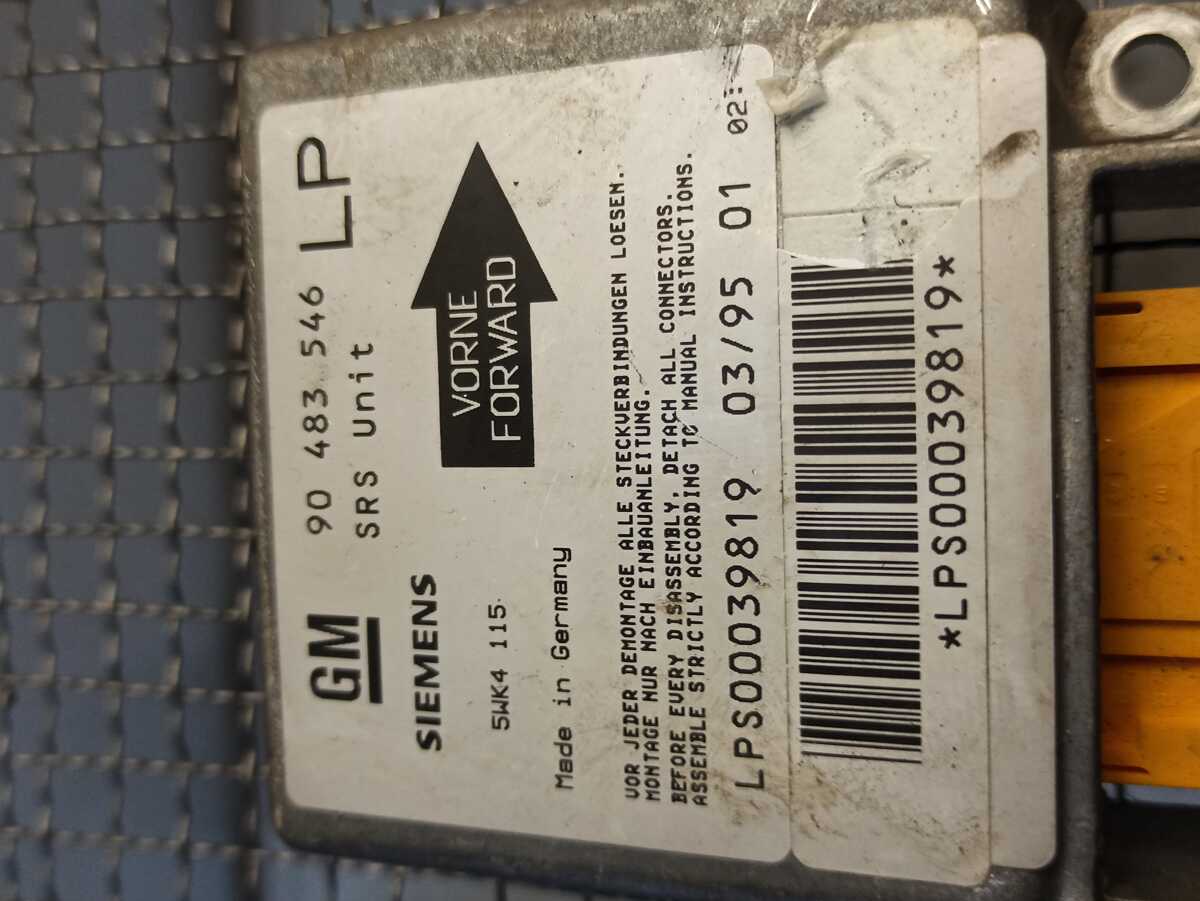 GM 90 483 546 LP
SRS Unit
SIEMENS
5WK4 115
VORNE
FORWARD
Made in Germany
VOR JEDER DEMONTAGE ALLE STECKVERBINDUNGEN LOESEN.
MONTAGE NUR NACH EINBAUANLEITUNG.
BEFORE EVERY DISASSEMBLY, DETACH ALL CONNECTORS.
ASSEMBLE STRICTLY ACCORDING TO MANUAL INSTRUCTIONS.
LPS00039819 03/95 01 02:
*LPS00039819*